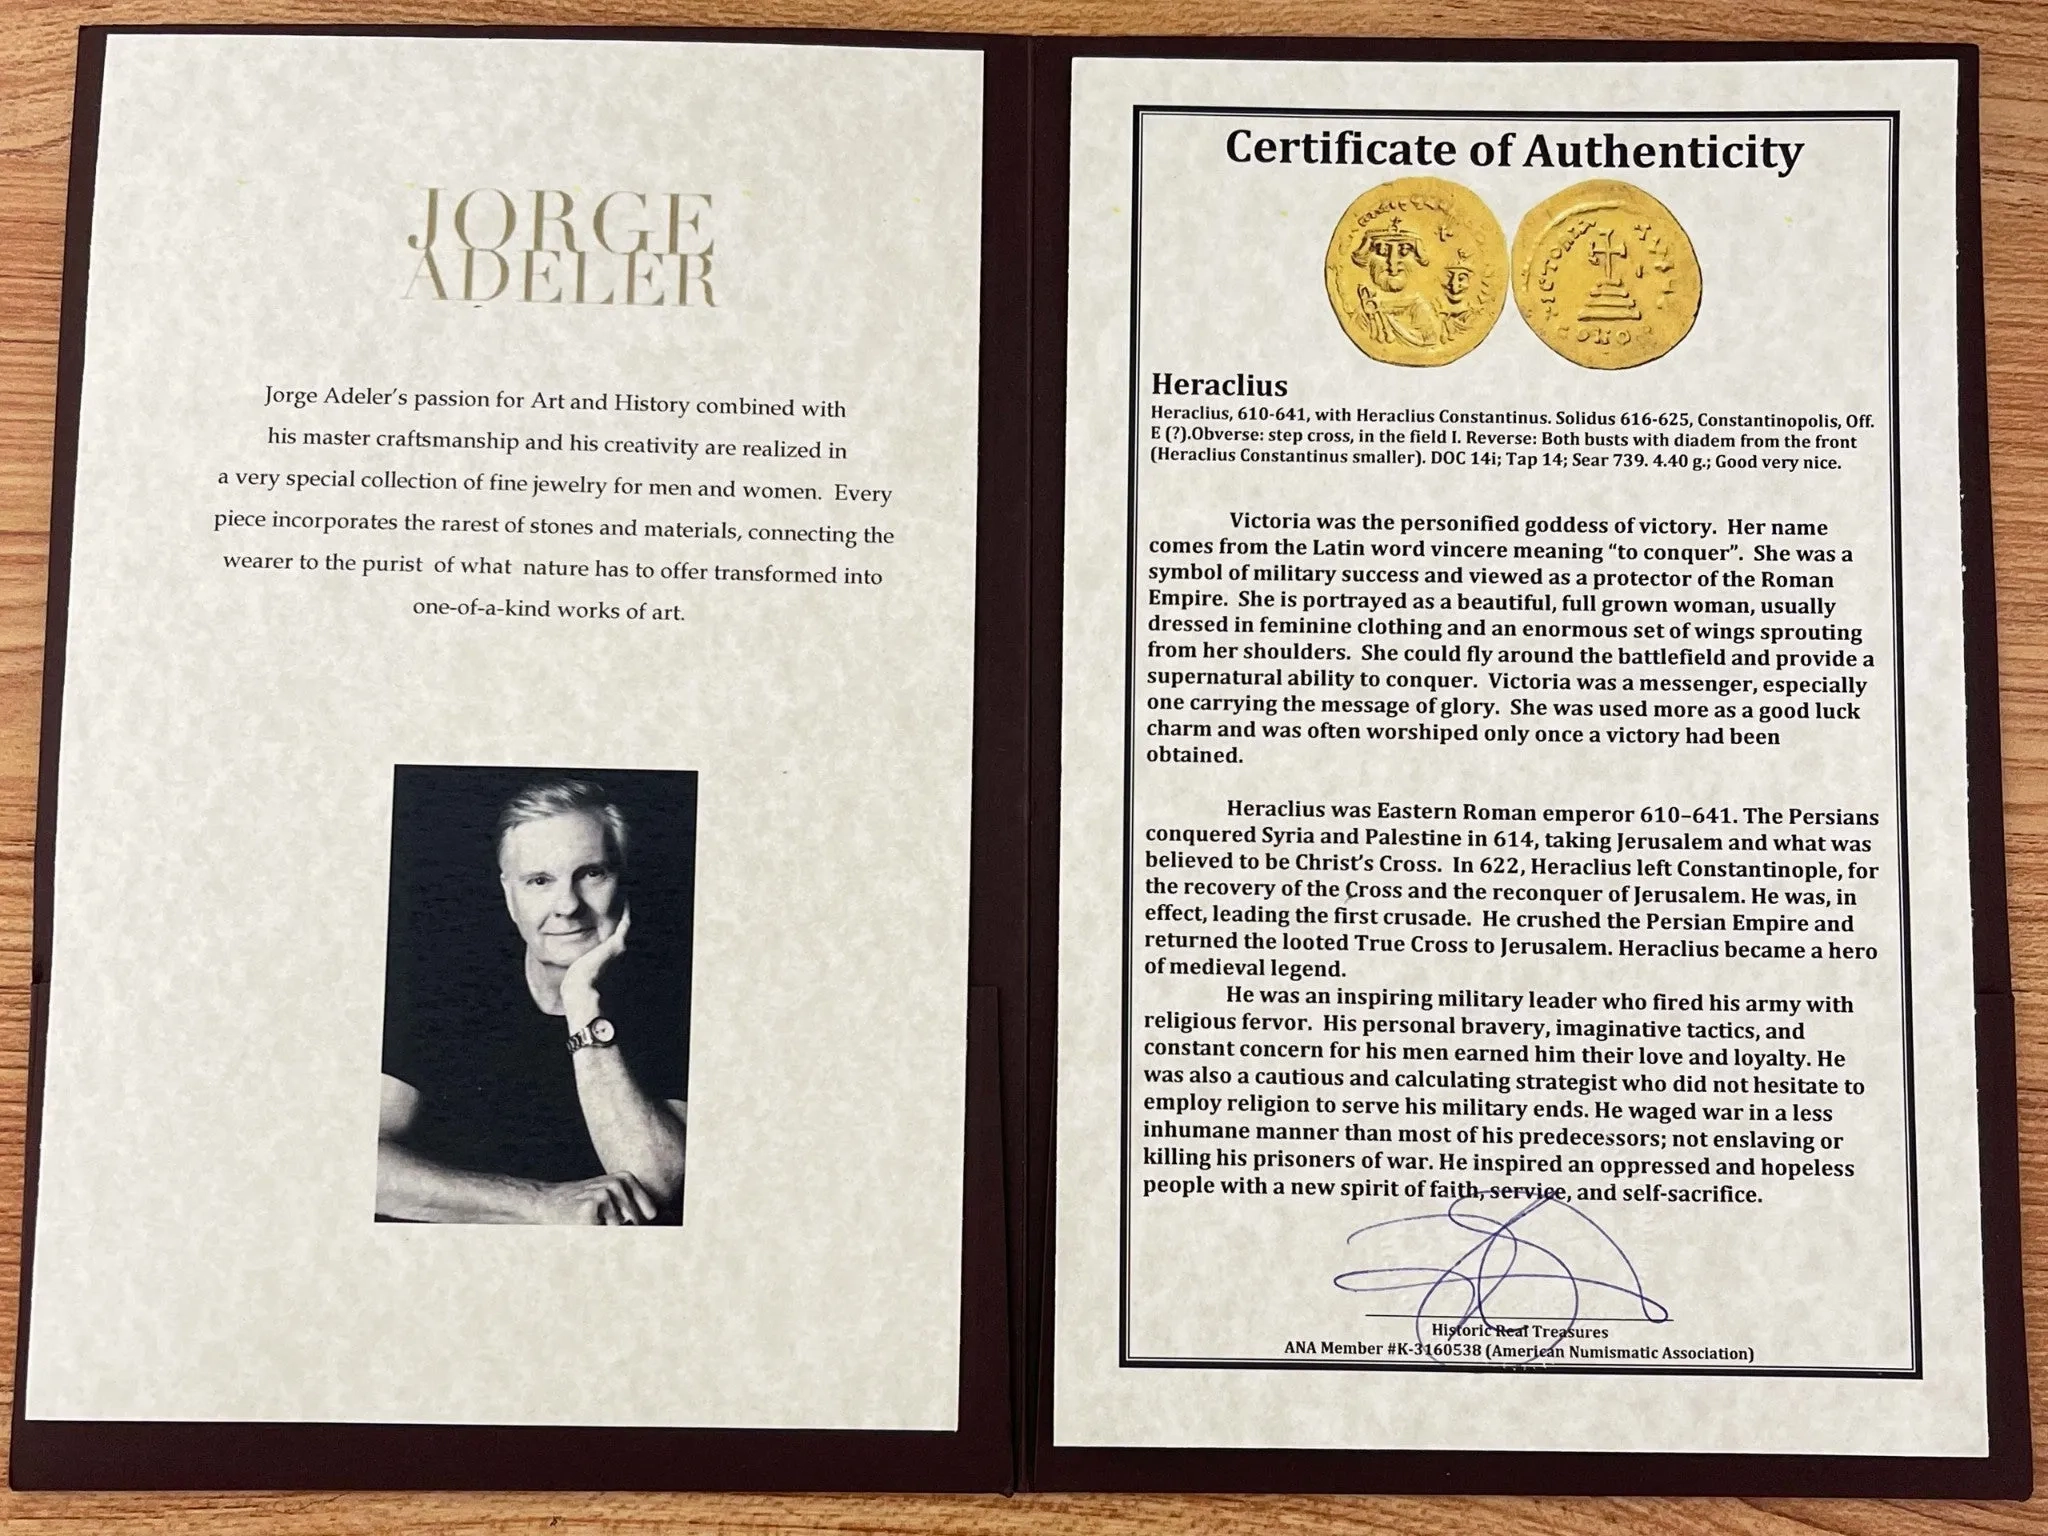 JORGE
ADELER
Jorge Adeler's passion for Art and History combined with
his master craftsmanship and his creativity are realized in
a very special collection of fine jewelry for men and women. Every
piece incorporates the rarest of stones and materials, connecting the
wearer to the purist of what nature has to offer transformed into
one-of-a-kind works of art.
Certificate of Authenticity
VICTORIA
CONO
Heraclius
Heraclius, 610-641, with Heraclius Constantinus. Solidus 616-625, Constantinopolis, Off.
E (?).Obverse: step cross, in the field I. Reverse: Both busts with diadem from the front
(Heraclius Constantinus smaller). DOC 14i; Tap 14; Sear 739. 4.40 g.; Good very nice.
Victoria was the personified goddess of victory. Her name
comes from the Latin word vincere meaning “to conquer”. She was a
symbol of military success and viewed as a protector of the Roman
Empire. She is portrayed as a beautiful, full grown woman, usually
dressed in feminine clothing and an enormous set of wings sprouting
from her shoulders. She could fly around the battlefield and provide a
supernatural ability to conquer. Victoria was a messenger, especially
one carrying the message of glory. She was used more as a good luck
charm and was often worshiped only once a victory had been
obtained.
Heraclius was Eastern Roman emperor 610–641. The Persians
conquered Syria and Palestine in 614, taking Jerusalem and what was
believed to be Christ's Cross. In 622, Heraclius left Constantinople, for
the recovery of the Cross and the reconquer of Jerusalem. He was, in
effect, leading the first crusade. He crushed the Persian Empire and
returned the looted True Cross to Jerusalem. Heraclius became a hero
of medieval legend.
He was an inspiring military leader who fired his army with
religious fervor. His personal bravery, imaginative tactics, and
constant concern for his men earned him their love and loyalty. He
was also a cautious and calculating strategist who did not hesitate to
employ religion to serve his military ends. He waged war in a less
inhumane manner than most of his predecessors; not enslaving or
killing his prisoners of war. He inspired an oppressed and hopeless
people with a new spirit of faith, service, and self-sacrifice.
Historic Real Treasures
ANA Member #K-3160538 (American Numismatic Association)